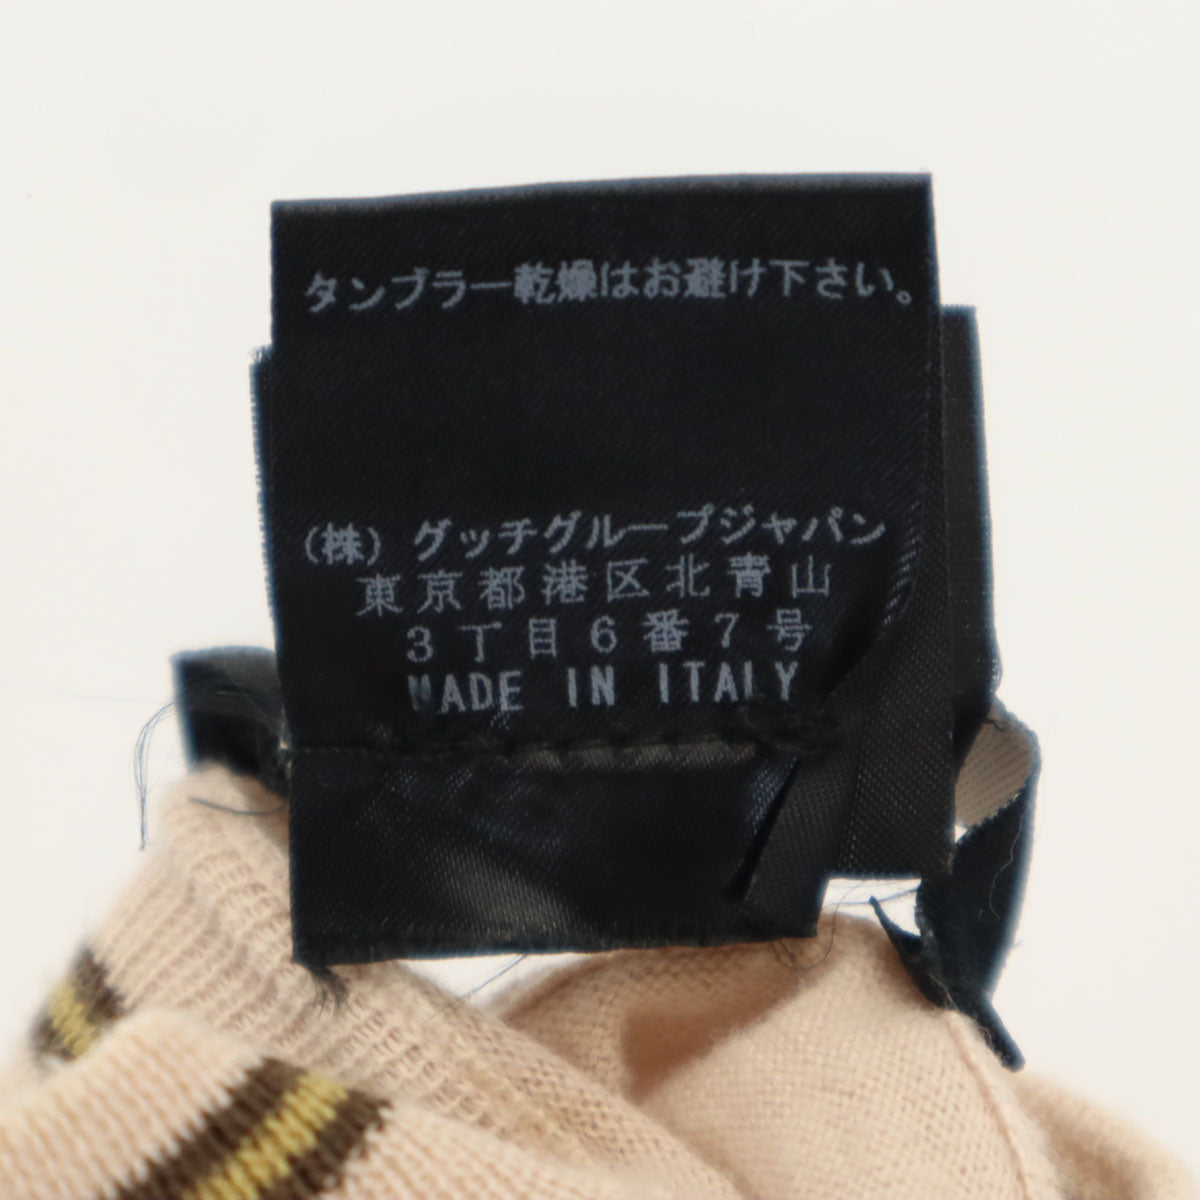 タンブラー乾燥はお避け下さい。
(株) グッチグループジャパン
東京都港区北青山
3丁目6番7号
MADE IN ITALY